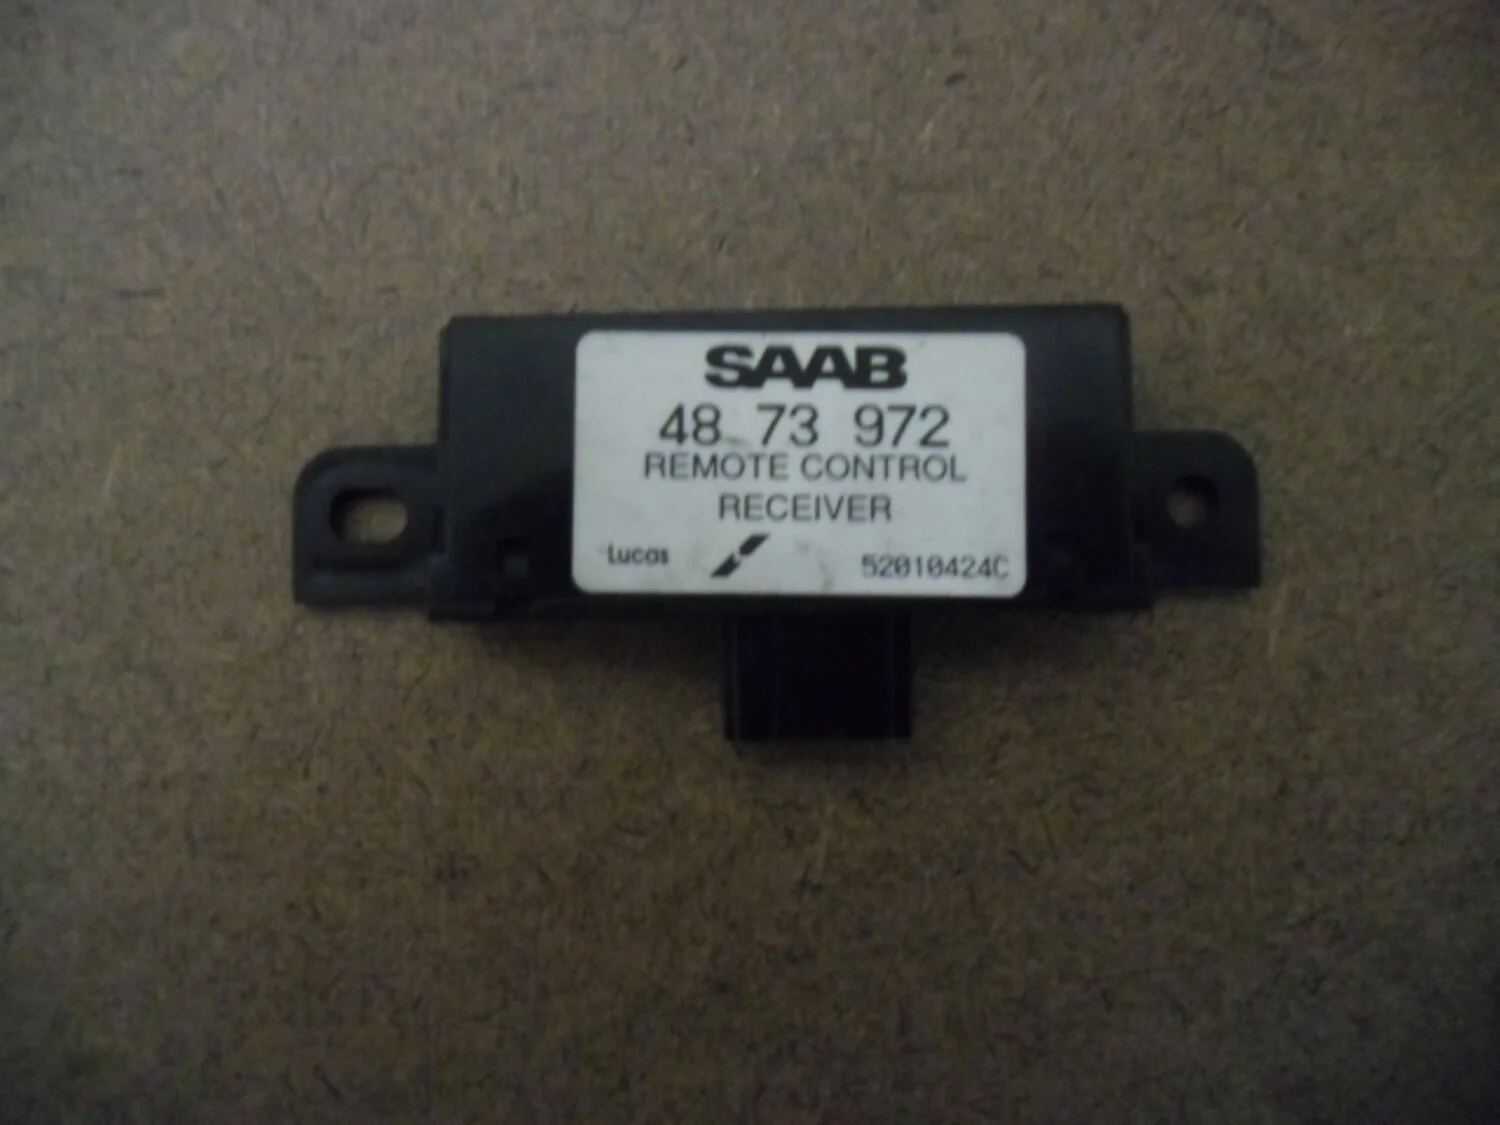 SAAB
48 73 972
REMOTE CONTROL
RECEIVER
Lucas 52010424C